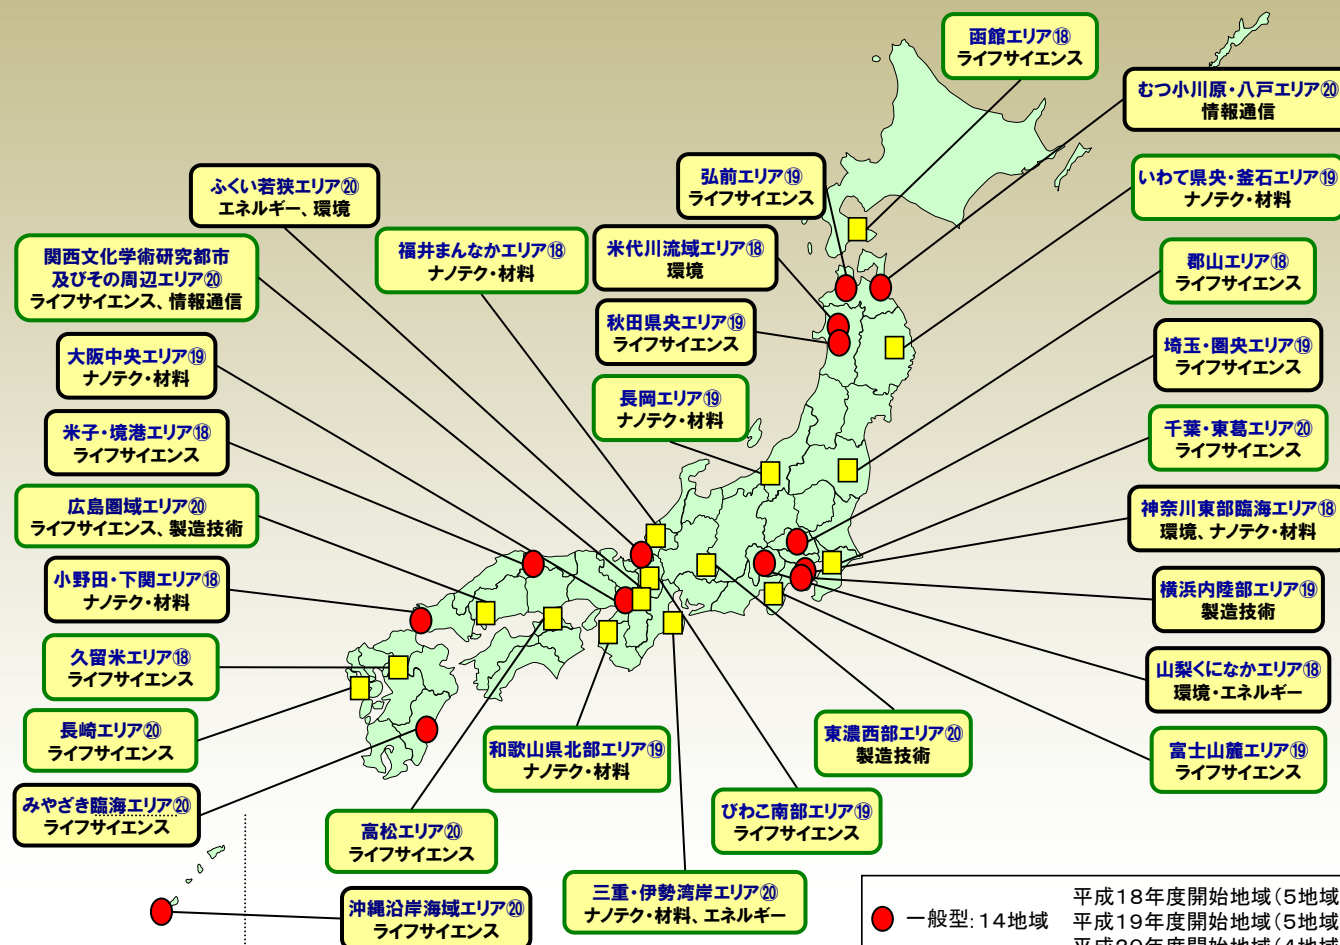 函館エリア⑱
ライフサイエンス
むつ小川原・八戸エリア⑳
情報通信
弘前エリア⑲
ライフサイエンス
いわて県央・釜石エリア⑲
ナノテク・材料
ふくい若狭エリア⑳
エネルギー、環境
福井まんなかエリア⑱
ナノテク・材料
米代川流域エリア⑱
環境
関西文化学術研究都市
及びその周辺エリア⑳
ライフサイエンス、情報通信
郡山エリア⑱
ライフサイエンス
秋田県央エリア⑲
ライフサイエンス
大阪中央エリア⑲
ナノテク・材料
埼玉・圏央エリア⑲
ライフサイエンス
長岡エリア⑲
ナノテク・材料
米子・境港エリア⑱
ライフサイエンス
千葉・東葛エリア⑳
ライフサイエンス
広島圏域エリア⑳
ライフサイエンス、製造技術
神奈川東部臨海エリア⑱
環境、ナノテク・材料
小野田・下関エリア⑱
ナノテク・材料
横浜内陸部エリア⑲
製造技術
久留米エリア⑱
ライフサイエンス
山梨くになかエリア⑱
環境・エネルギー
長崎エリア⑳
ライフサイエンス
和歌山県北部エリア⑲
ナノテク・材料
東濃西部エリア⑳
製造技術
富士山麓エリア⑲
ライフサイエンス
みやざき臨海エリア⑳
ライフサイエンス
びわこ南部エリア⑲
ライフサイエンス
高松エリア⑳
ライフサイエンス
三重・伊勢湾岸エリア⑳
ナノテク・材料、エネルギー
沖縄沿岸海域エリア⑳
ライフサイエンス
一般型:14地域
平成18年度開始地域(5地域
平成19年度開始地域(5地域
平成20年度開始地域(4地域